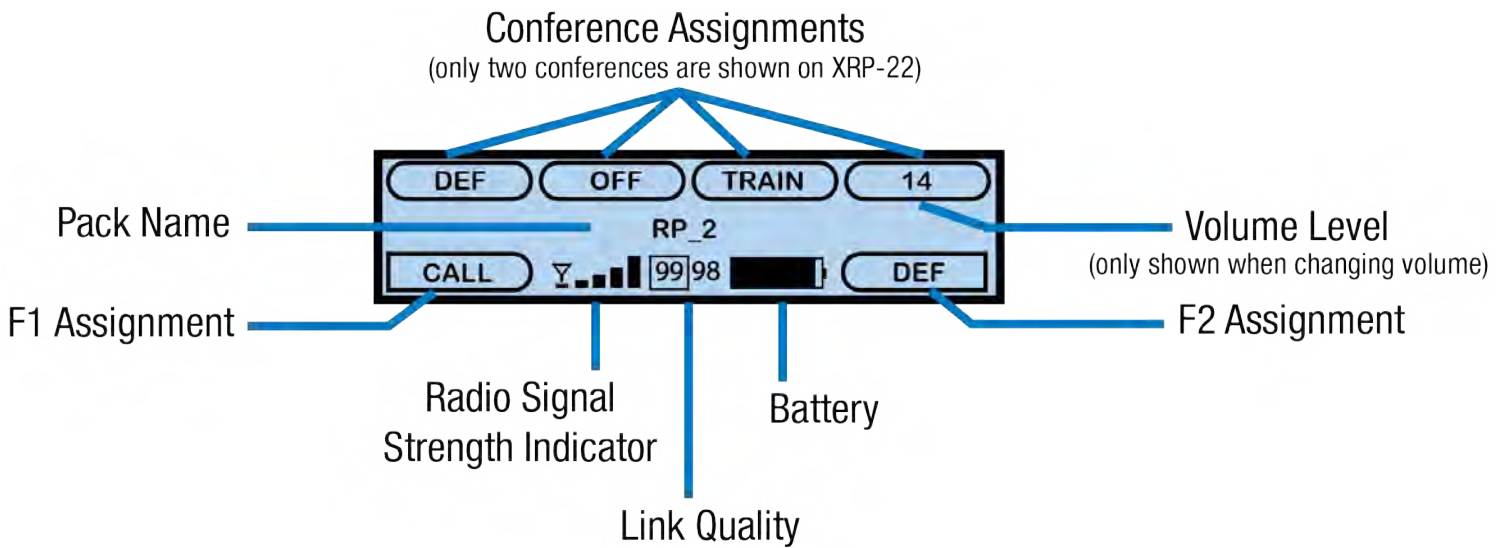 Conference Assignments
(only two conferences are shown on XRP-22)
DEF OFF TRAIN 14
Pack Name
RP_2
Volume Level
(only shown when changing volume)
CALL 99 98 DEF
F1 Assignment
F2 Assignment
Radio Signal
Strength Indicator
Battery
Link Quality